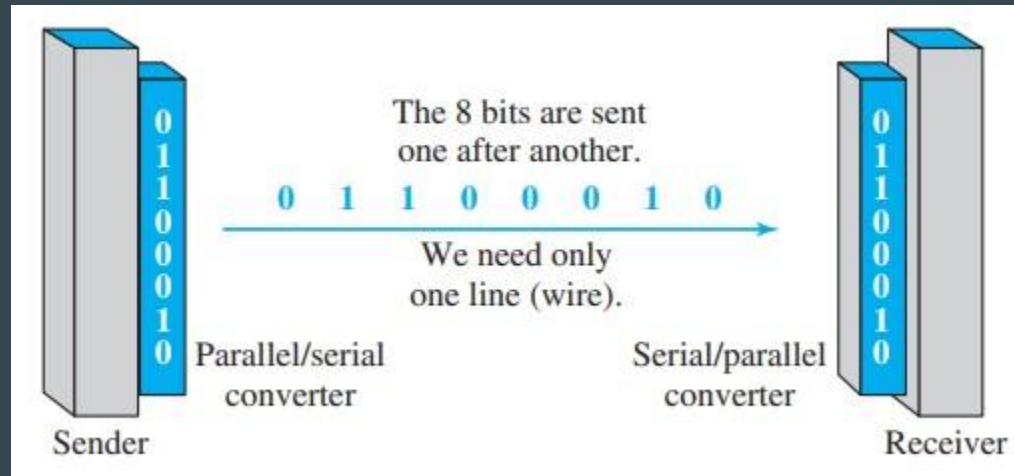 The 8 bits are sent
one after another.
0 1 1 0 0 0 1 0
We need only
one line (wire).
0
1
1
0
0
0
1
0
Parallel/serial
converter
Sender
0
1
1
0
0
0
1
0
Serial/parallel
converter
Receiver